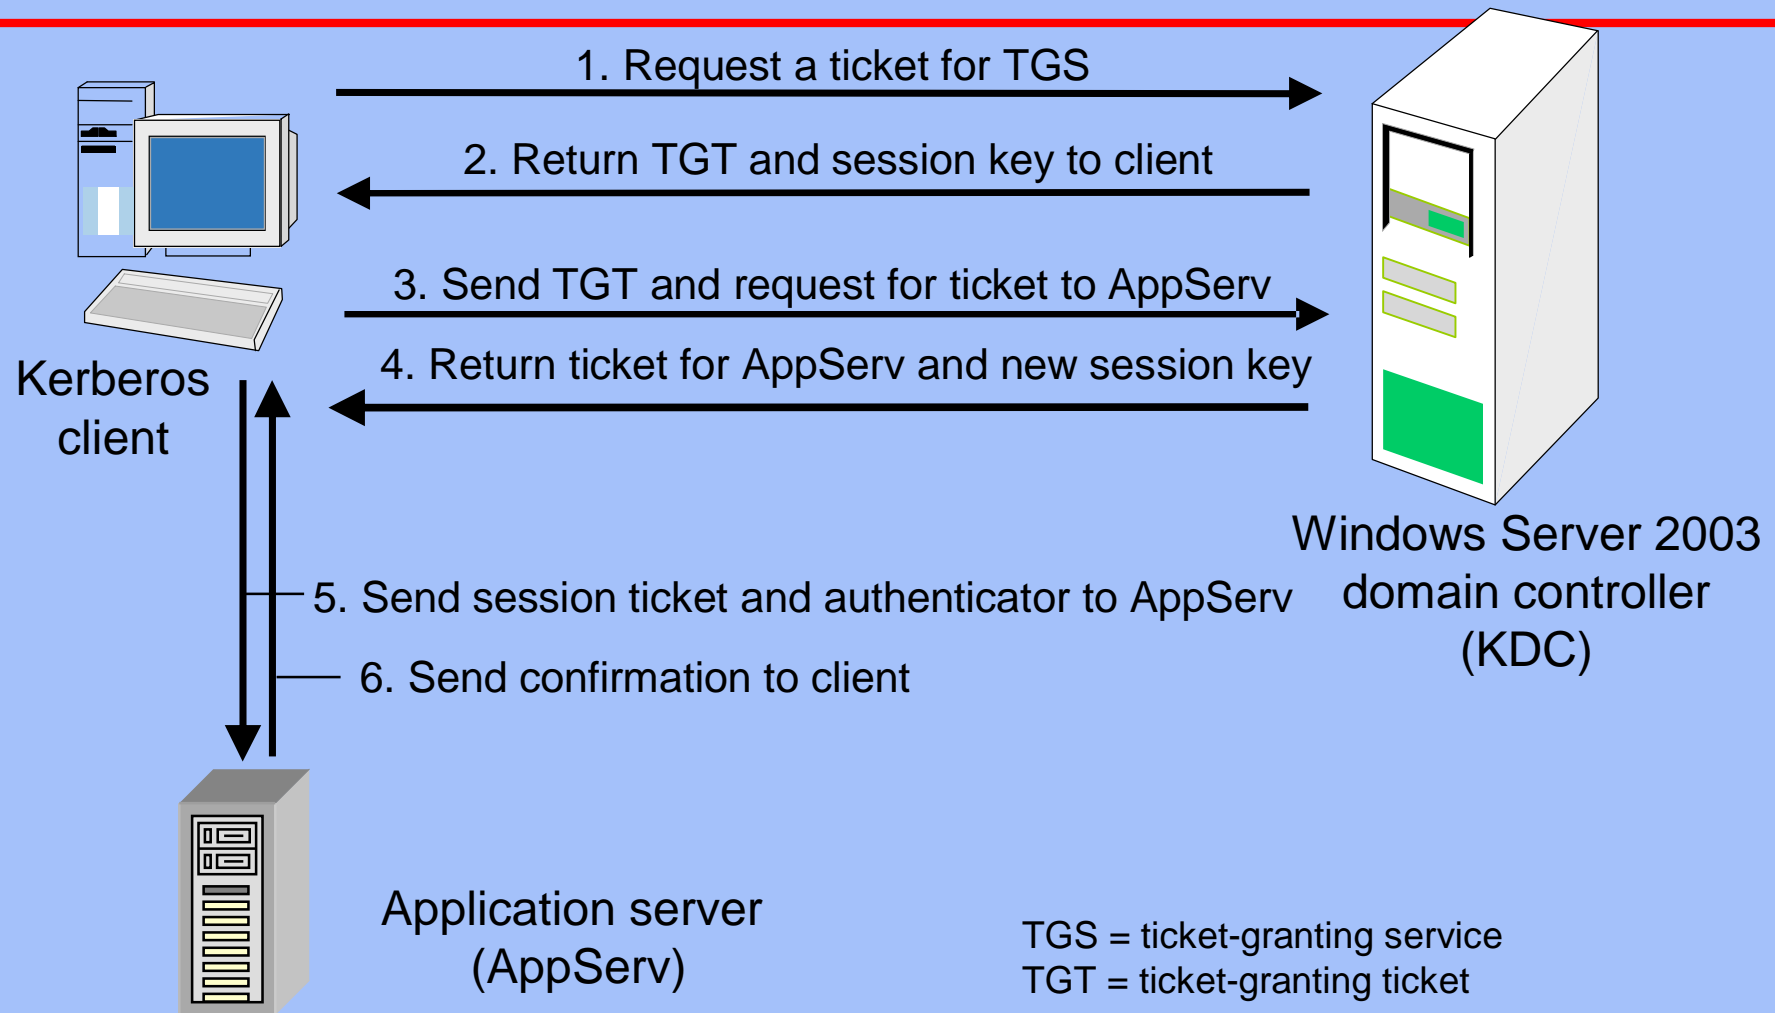 1. Request a ticket for TGS
2. Return TGT and session key to client
3. Send TGT and request for ticket to AppServ
4. Return ticket for AppServ and new session key
Kerberos
client
Windows Server 2003
domain controller
(KDC)
5. Send session ticket and authenticator to AppServ
6. Send confirmation to client
Application server
(AppServ)
TGS = ticket-granting service
TGT = ticket-granting ticket